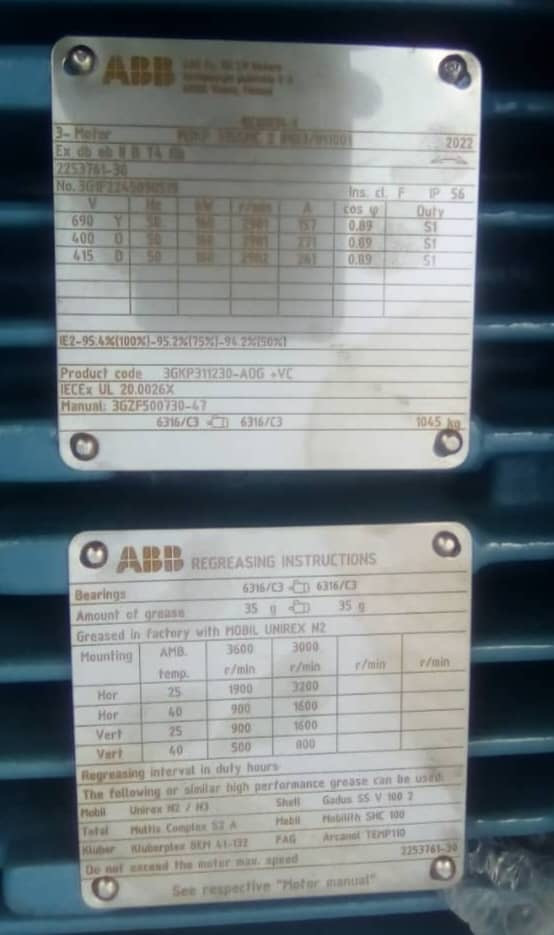 ABB
3~ Motor
2022
Ex db eb
2253761-30
Ins. cl. F IP 56
V Hz kW r/min A cos φ Duty
690 Y 50 160 157 0.89 S1
400 D 50 160 271 0.89 S1
415 D 50 160 2982 261 0.89 S1
IE2-95.4%(100%)-95.2%(75%)-94.2%(50%)
Product code 3GKP311230-ADG +VC
IECEx UL 20.0026X
Manual: 3GZF500730-47
6316/C3 6316/C3 1045 kg
ABB REGREASING INSTRUCTIONS
Bearings 6316/C3 6316/C3
Amount of grease 35 g 35 g
Greased in factory with MOBIL UNIREX N2
Mounting AMB. temp. 3600 r/min 3000 r/min r/min r/min
Hor 25 1900 3200
Hor 40 900 1600
Vert 25 900 1600
Vert 40 500 800
Regreasing interval in duty hours
The following or similar high performance grease can be used:
Mobil Unirex N2 / N3 Shell Gadus S5 V 100 2
Total Multis Complex S2 A Mobil Mobilith SHC 100
Kluber Kluberplex BEM 41-132 FAG Arcanol TEMP110
Do not exceed the motor max. speed 2253761-30
See respective "Motor manual"